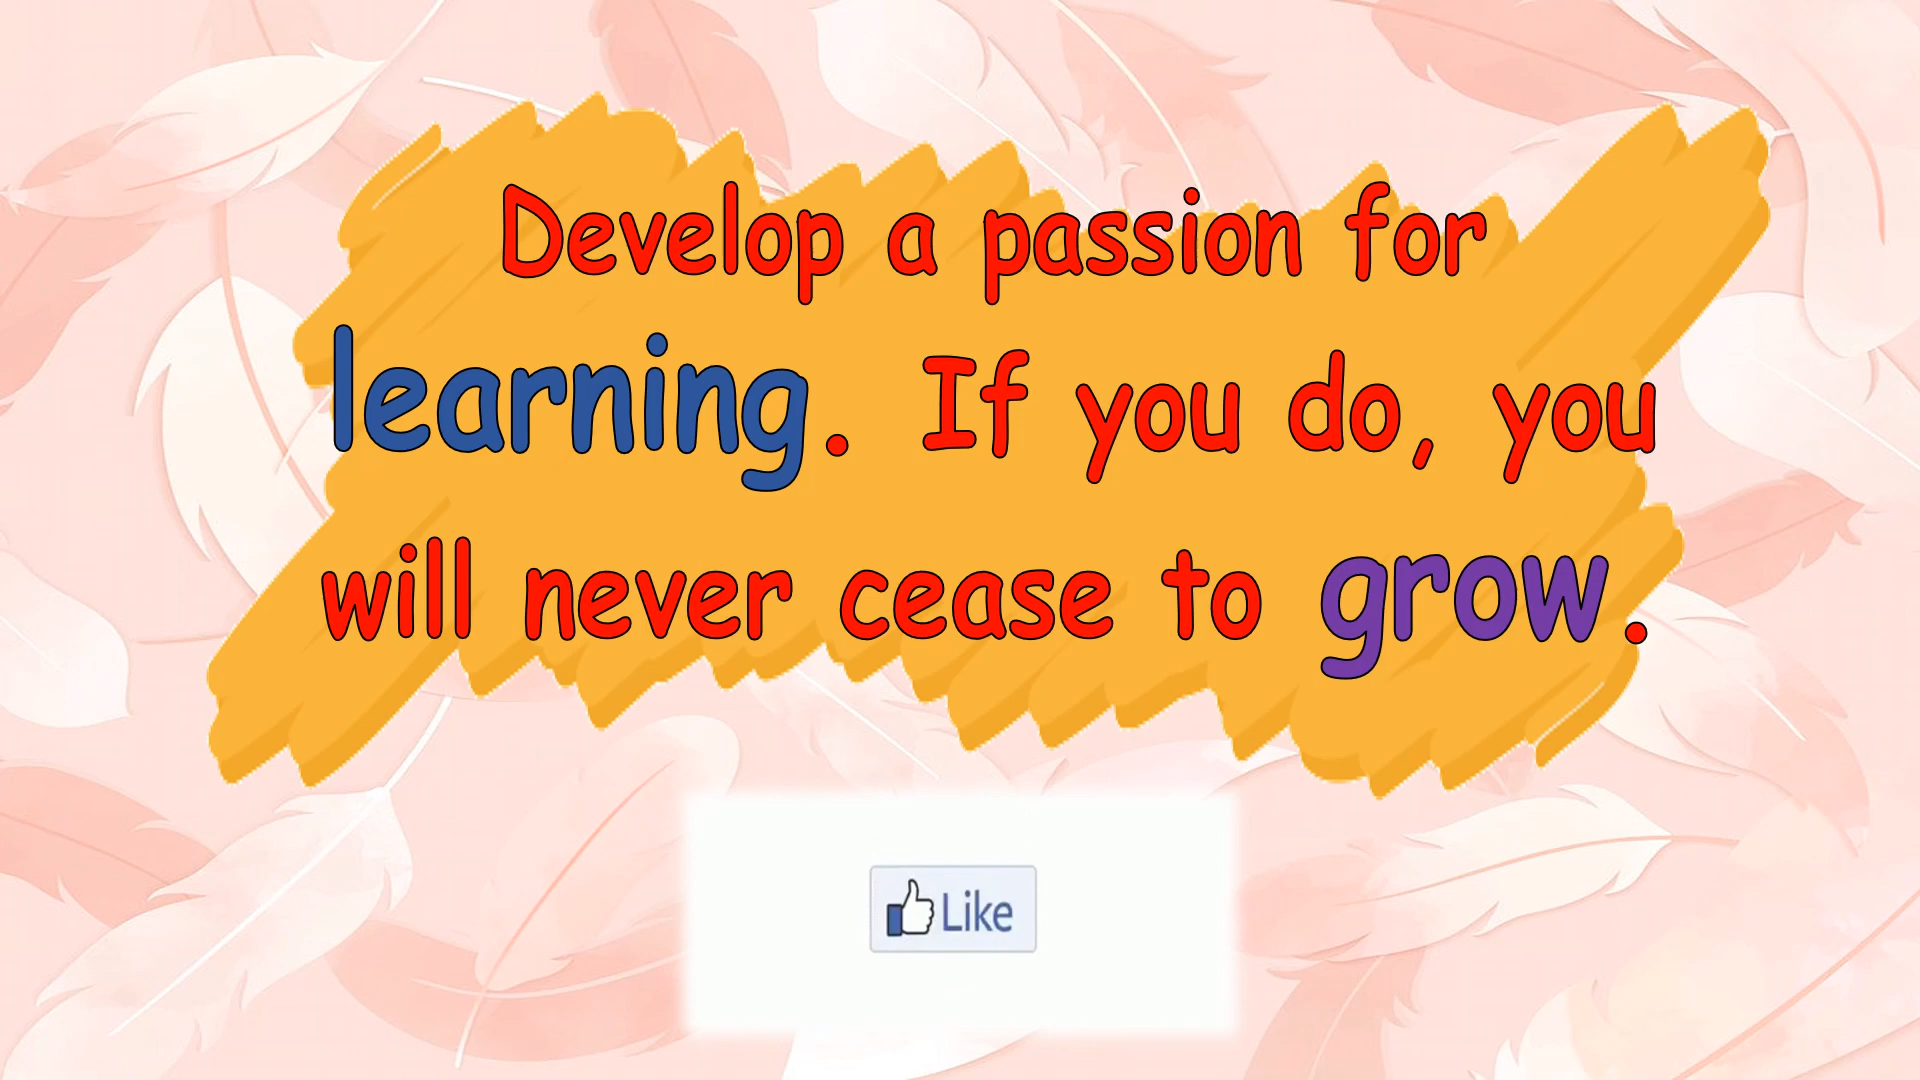 Develop a passion for
learning. If you do, you
will never cease to grow.
Like